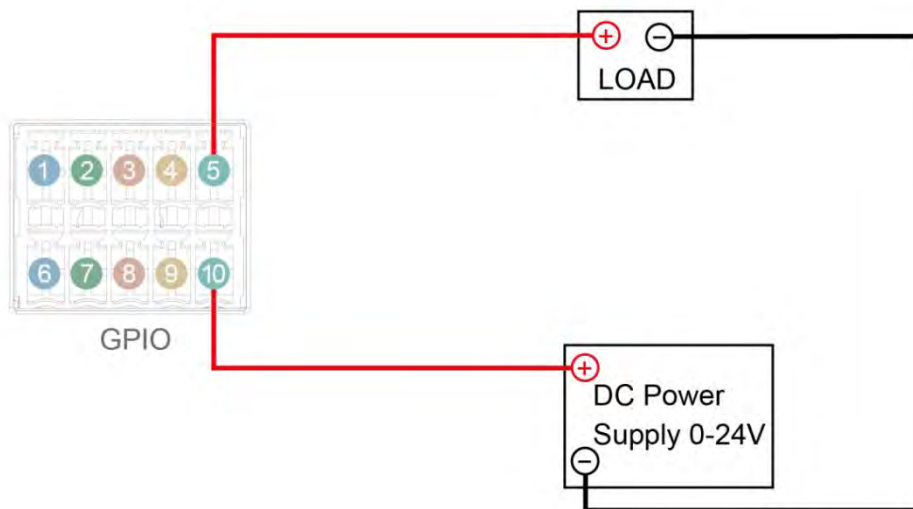 + −
LOAD
1 2 3 4 5
6 7 8 9 10
GPIO
+
DC Power
Supply 0-24V
−